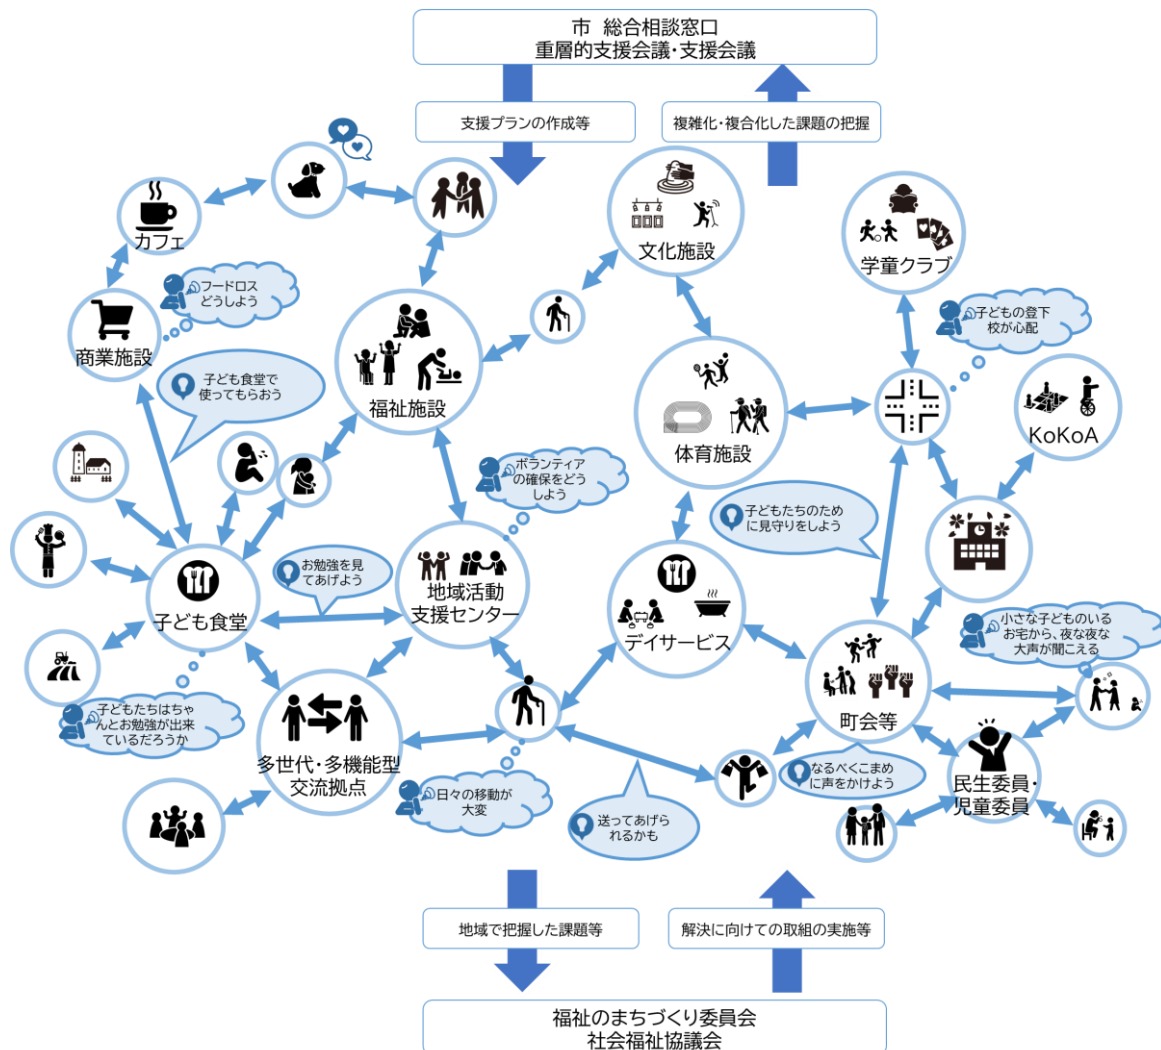 市 総合相談窓口
重層的支援会議・支援会議
支援プランの作成等
複雑化・複合化した課題の把握
カフェ
文化施設
学童クラブ
フードロス
どうしよう
商業施設
子どもの登下
校が心配
子ども食堂で
使ってもらおう
福祉施設
体育施設
KoKoA
ボランティア
の確保をどう
しよう
子どもたちのため
に見守りをしよう
お勉強を見
てあげよう
地域活動
支援センター
子ども食堂
デイサービス
小さな子どものいる
お宅から、夜な夜な
大声が聞こえる
子どもたちはちゃ
んとお勉強が出来
ているだろうか
町会等
多世代・多機能型
交流拠点
日々の移動が
大変
送ってあげら
れるかも
なるべくこまめ
に声をかけよう
民生委員・
児童委員
地域で把握した課題等
解決に向けての取組の実施等
福祉のまちづくり委員会
社会福祉協議会